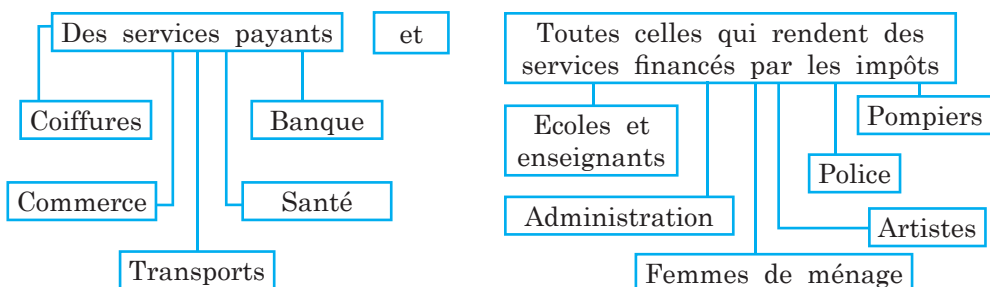 Des services payants
et
Toutes celles qui rendent des
services financés par les impôts
Coiffures
Banque
Commerce
Santé
Transports
Ecoles et
enseignants
Pompiers
Police
Administration
Artistes
Femmes de ménage